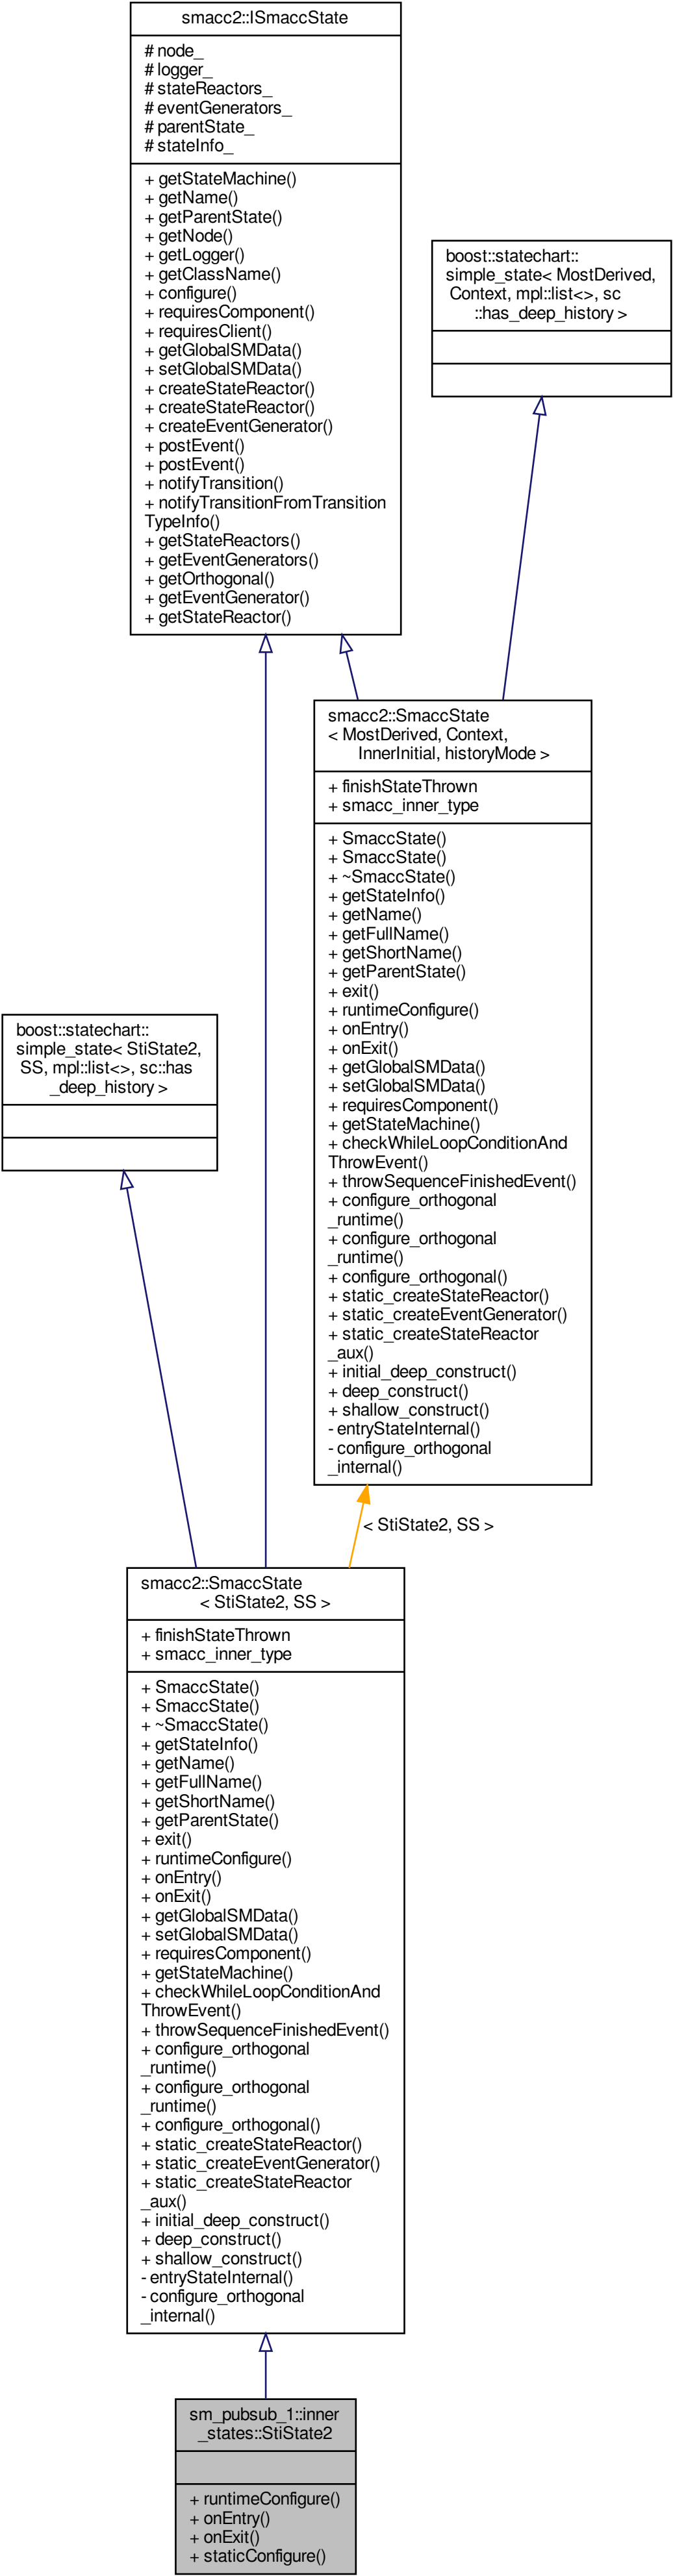 smacc2::ISmaccState
# node_
# logger_
# stateReactors_
# eventGenerators_
# parentState_
# stateInfo_
+ getStateMachine()
+ getName()
+ getParentState()
+ getNode()
+ getLogger()
+ getClassName()
+ configure()
+ requiresComponent()
+ requiresClient()
+ getGlobalSMData()
+ setGlobalSMData()
+ createStateReactor()
+ createStateReactor()
+ createEventGenerator()
+ postEvent()
+ postEvent()
+ notifyTransition()
+ notifyTransitionFromTransition
TypeInfo()
+ getStateReactors()
+ getEventGenerators()
+ getOrthogonal()
+ getEventGenerator()
+ getStateReactor()
boost::statechart::
simple_state< MostDerived,
Context, mpl::list<>, sc
::has_deep_history >
smacc2::SmaccState
< MostDerived, Context,
InnerInitial, historyMode >
+ finishStateThrown
+ smacc_inner_type
+ SmaccState()
+ SmaccState()
+ ~SmaccState()
+ getStateInfo()
+ getName()
+ getFullName()
+ getShortName()
+ getParentState()
+ exit()
+ runtimeConfigure()
+ onEntry()
+ onExit()
+ getGlobalSMData()
+ setGlobalSMData()
+ requiresComponent()
+ getStateMachine()
+ checkWhileLoopConditionAnd
ThrowEvent()
+ throwSequenceFinishedEvent()
+ configure_orthogonal
_runtime()
+ configure_orthogonal
_runtime()
+ configure_orthogonal()
+ static_createStateReactor()
+ static_createEventGenerator()
+ static_createStateReactor
_aux()
+ initial_deep_construct()
+ deep_construct()
+ shallow_construct()
- entryStateInternal()
- configure_orthogonal
_internal()
boost::statechart::
simple_state< StiState2,
SS, mpl::list<>, sc::has
_deep_history >
< StiState2, SS >
smacc2::SmaccState
< StiState2, SS >
+ finishStateThrown
+ smacc_inner_type
+ SmaccState()
+ SmaccState()
+ ~SmaccState()
+ getStateInfo()
+ getName()
+ getFullName()
+ getShortName()
+ getParentState()
+ exit()
+ runtimeConfigure()
+ onEntry()
+ onExit()
+ getGlobalSMData()
+ setGlobalSMData()
+ requiresComponent()
+ getStateMachine()
+ checkWhileLoopConditionAnd
ThrowEvent()
+ throwSequenceFinishedEvent()
+ configure_orthogonal
_runtime()
+ configure_orthogonal
_runtime()
+ configure_orthogonal()
+ static_createStateReactor()
+ static_createEventGenerator()
+ static_createStateReactor
_aux()
+ initial_deep_construct()
+ deep_construct()
+ shallow_construct()
- entryStateInternal()
- configure_orthogonal
_internal()
sm_pubsub_1::inner
_states::StiState2
+ runtimeConfigure()
+ onEntry()
+ onExit()
+ staticConfigure()